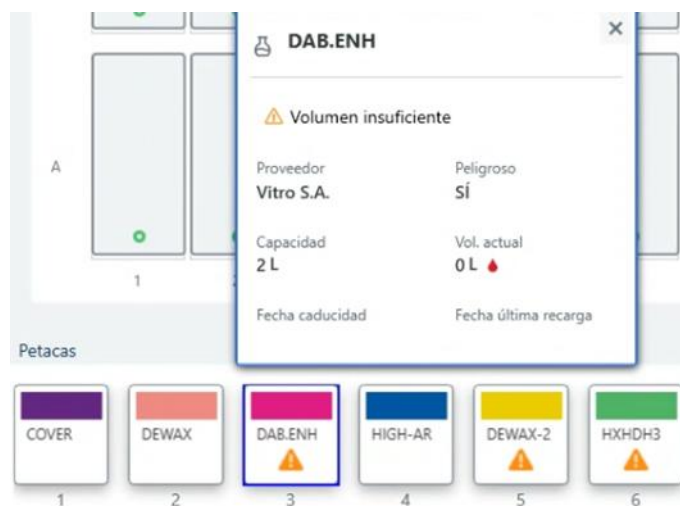 DAB.ENH
Volumen insuficiente
Proveedor
Peligroso
Vitro S.A.
SÍ
Capacidad
Vol. actual
2 L
0 L
Fecha caducidad
Fecha última recarga
A
1
Petacas
COVER
DEWAX
DAB.ENH
HIGH-AR
DEWAX-2
HXHDH3
1
2
3
4
5
6